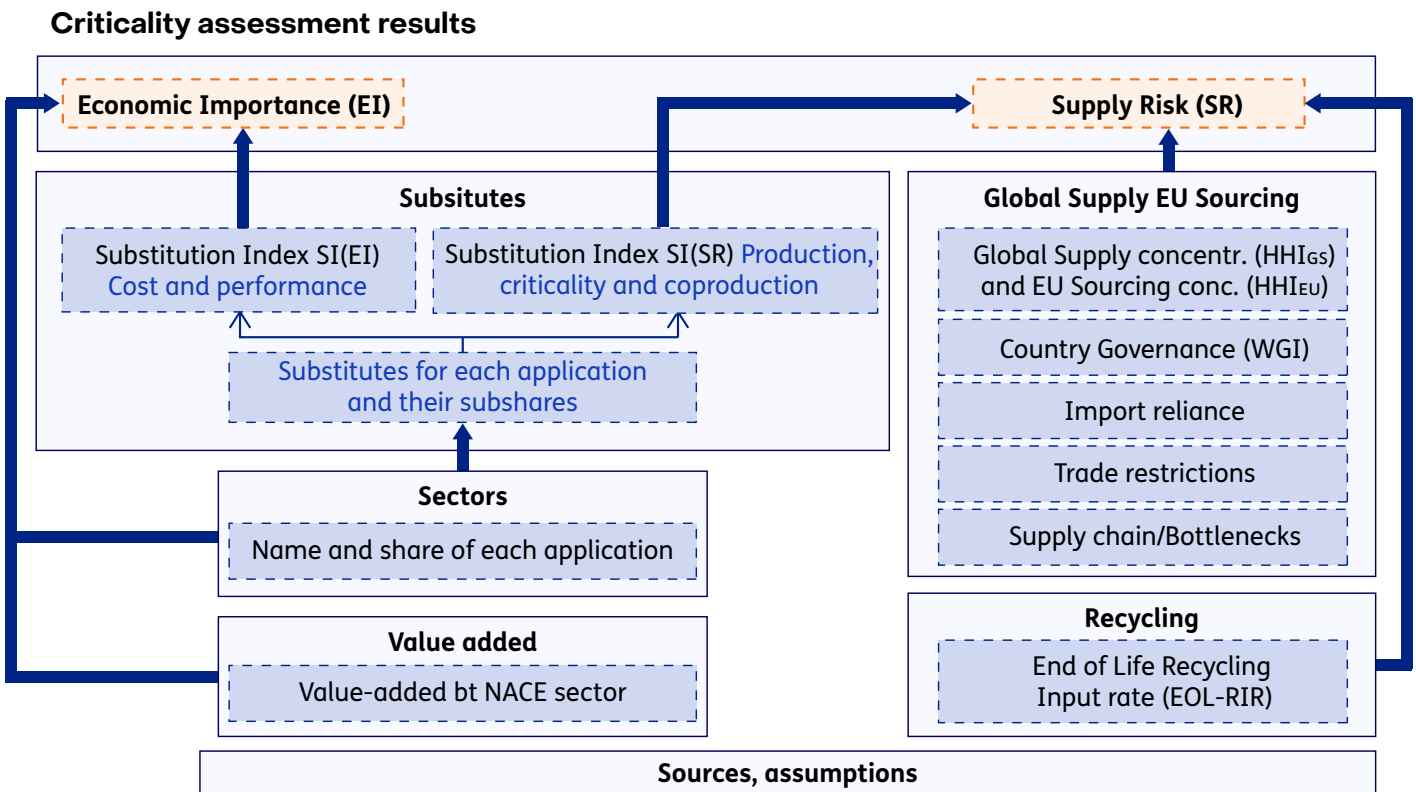 Criticality assessment results
Economic Importance (EI)
Supply Risk (SR)
Subsitutes
Substitution Index SI(EI)
Cost and performance
Substitution Index SI(SR) Production,
criticality and coproduction
Substitutes for each application
and their subshares
Sectors
Name and share of each application
Value added
Value-added bt NACE sector
Global Supply EU Sourcing
Global Supply concentr. (HHIGS)
and EU Sourcing conc. (HHIEU)
Country Governance (WGI)
Import reliance
Trade restrictions
Supply chain/Bottlenecks
Recycling
End of Life Recycling
Input rate (EOL-RIR)
Sources, assumptions